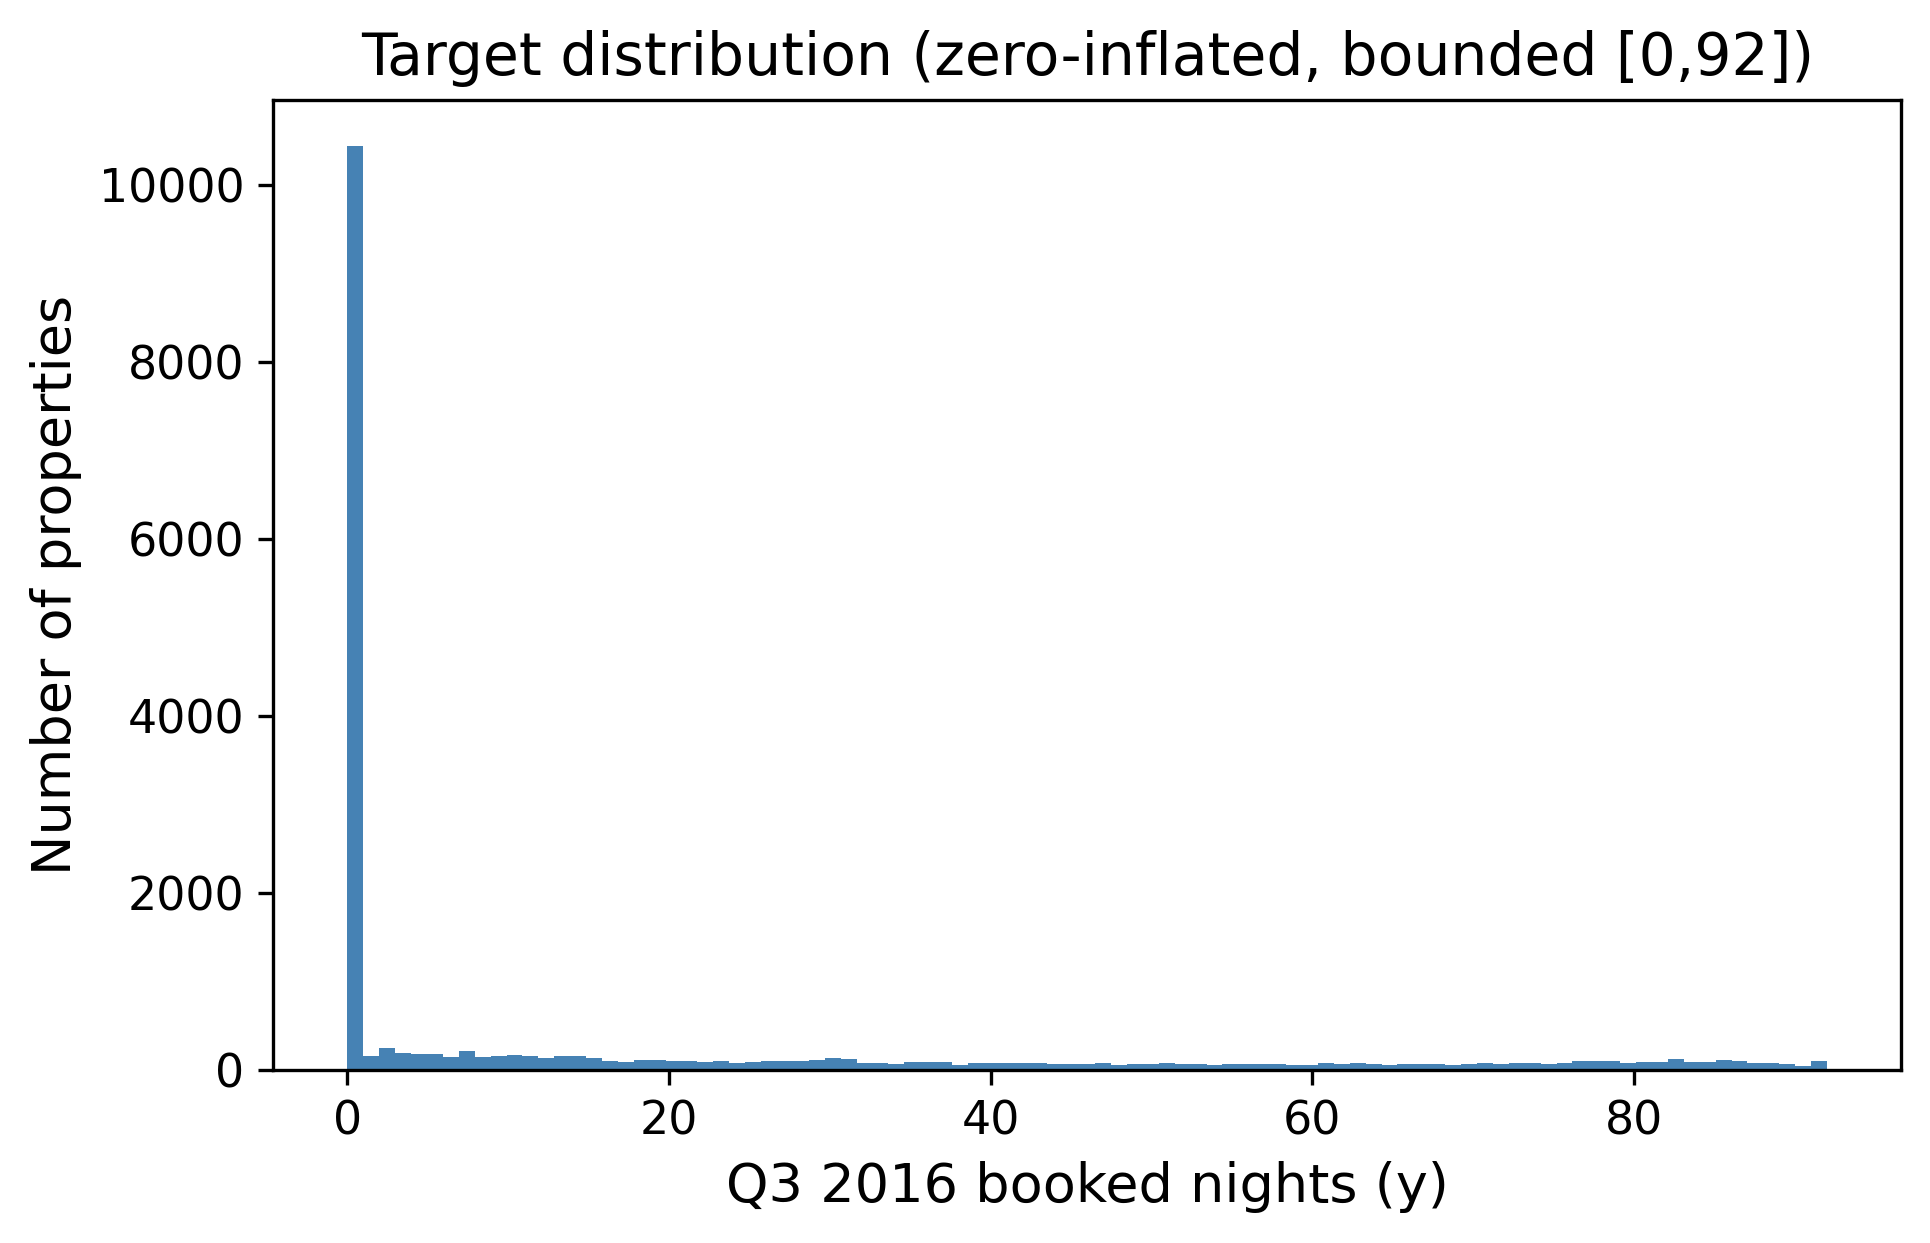 Target distribution (zero-inflated, bounded [0,92])
Number of properties
10000
8000
6000
4000
2000
0
0 20 40 60 80
Q3 2016 booked nights (y)